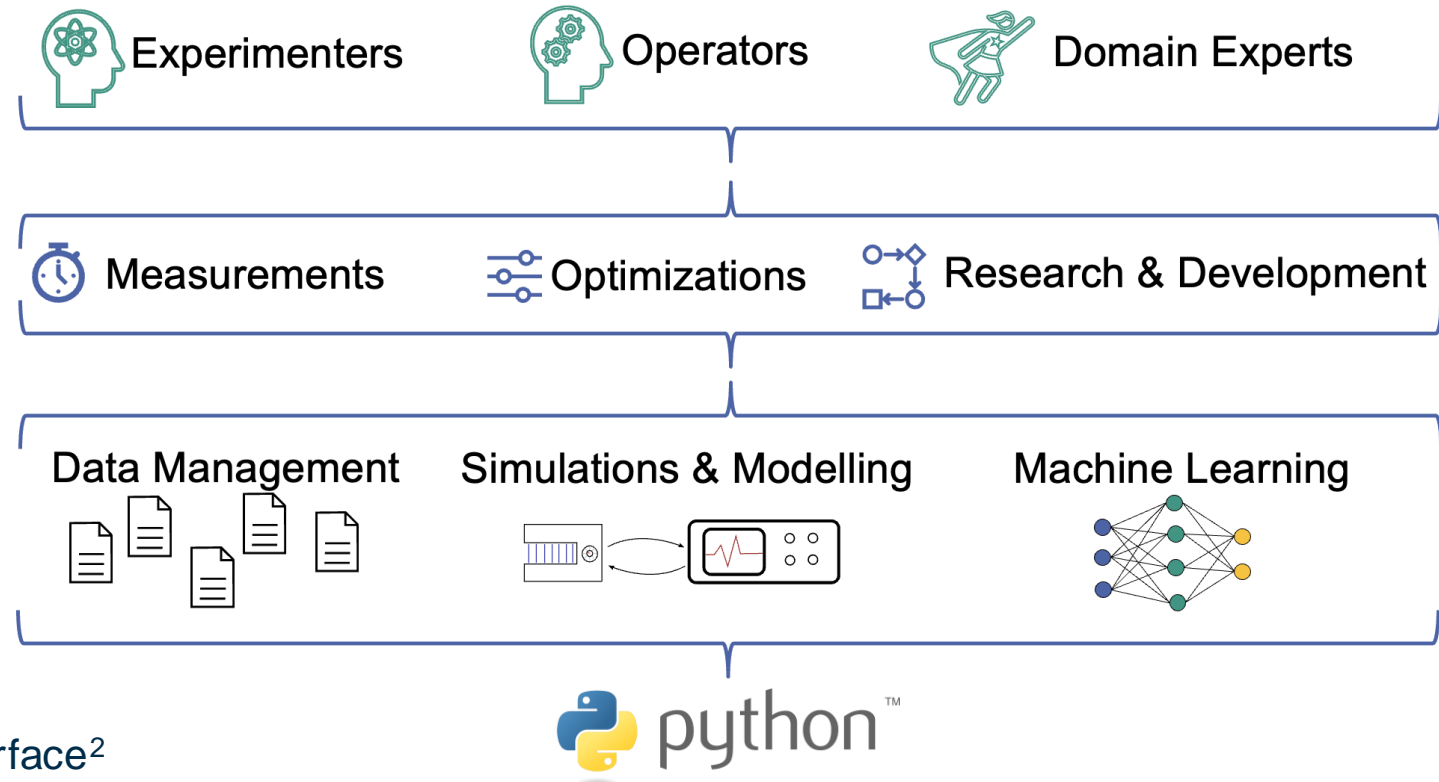 Experimenters
Operators
Domain Experts
Measurements
Optimizations
Research & Development
Data Management
Simulations & Modelling
Machine Learning
python™
rface²